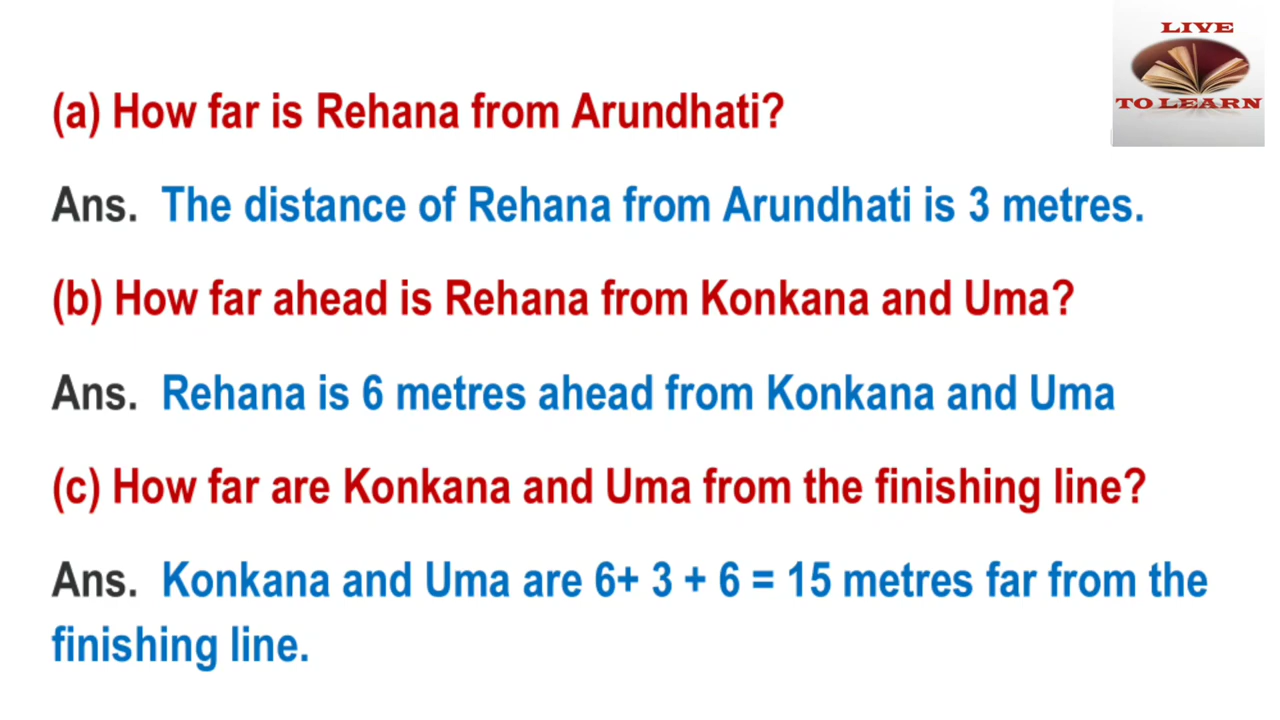 LIVE
TO LEARN
(a) How far is Rehana from Arundhati?
Ans. The distance of Rehana from Arundhati is 3 metres.
(b) How far ahead is Rehana from Konkana and Uma?
Ans. Rehana is 6 metres ahead from Konkana and Uma
(c) How far are Konkana and Uma from the finishing line?
Ans. Konkana and Uma are 6+ 3 + 6 = 15 metres far from the
finishing line.